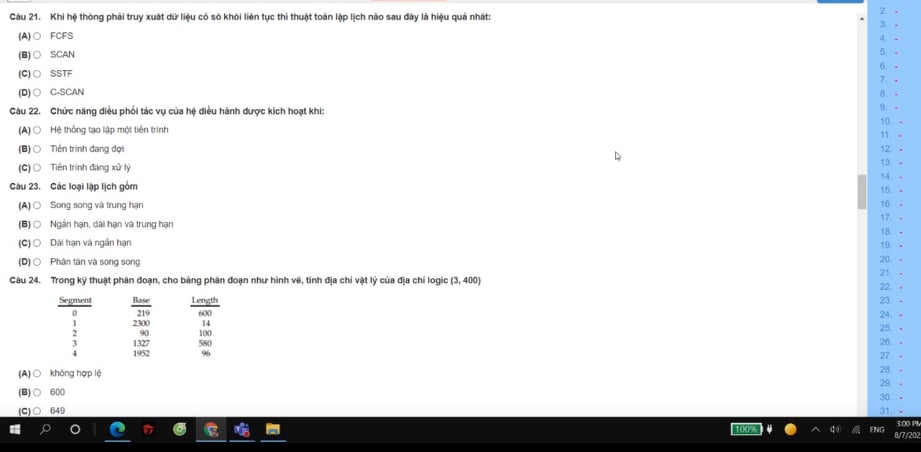 Câu 21. Khi hệ thống phải truy xuất dữ liệu có số khối liên tục thì thuật toán lập lịch nào sau đây là hiệu quả nhất:
(A) FCFS
(B) SCAN
(C) SSTF
(D) C-SCAN
Câu 22. Chức năng điều phối tác vụ của hệ điều hành được kích hoạt khi:
(A) Hệ thống tạo lập một tiến trình
(B) Tiến trình đang đợi
(C) Tiến trình đang xử lý
Câu 23. Các loại lập lịch gồm
(A) Song song và trung hạn
(B) Ngắn hạn, dài hạn và trung hạn
(C) Dài hạn và ngắn hạn
(D) Phân tán và song song
Câu 24. Trong kỹ thuật phân đoạn, cho bảng phân đoạn như hình vẽ, tính địa chỉ vật lý của địa chỉ logic (3, 400)
Segment Base Length
0 219 600
1 2300 14
2 90 100
3 1327 580
4 1952 96
(A) không hợp lệ
(B) 600
(C) 649
2. -
3. -
4. -
5. -
6. -
7. -
8. -
9. -
10. -
11. -
12. -
13. -
14. -
15. -
16. -
17. -
18. -
19. -
20. -
21. -
22. -
23. -
24. -
25. -
26. -
27. -
28. -
29. -
30. -
31. -
100%
ENG
3:00 PM
8/7/202